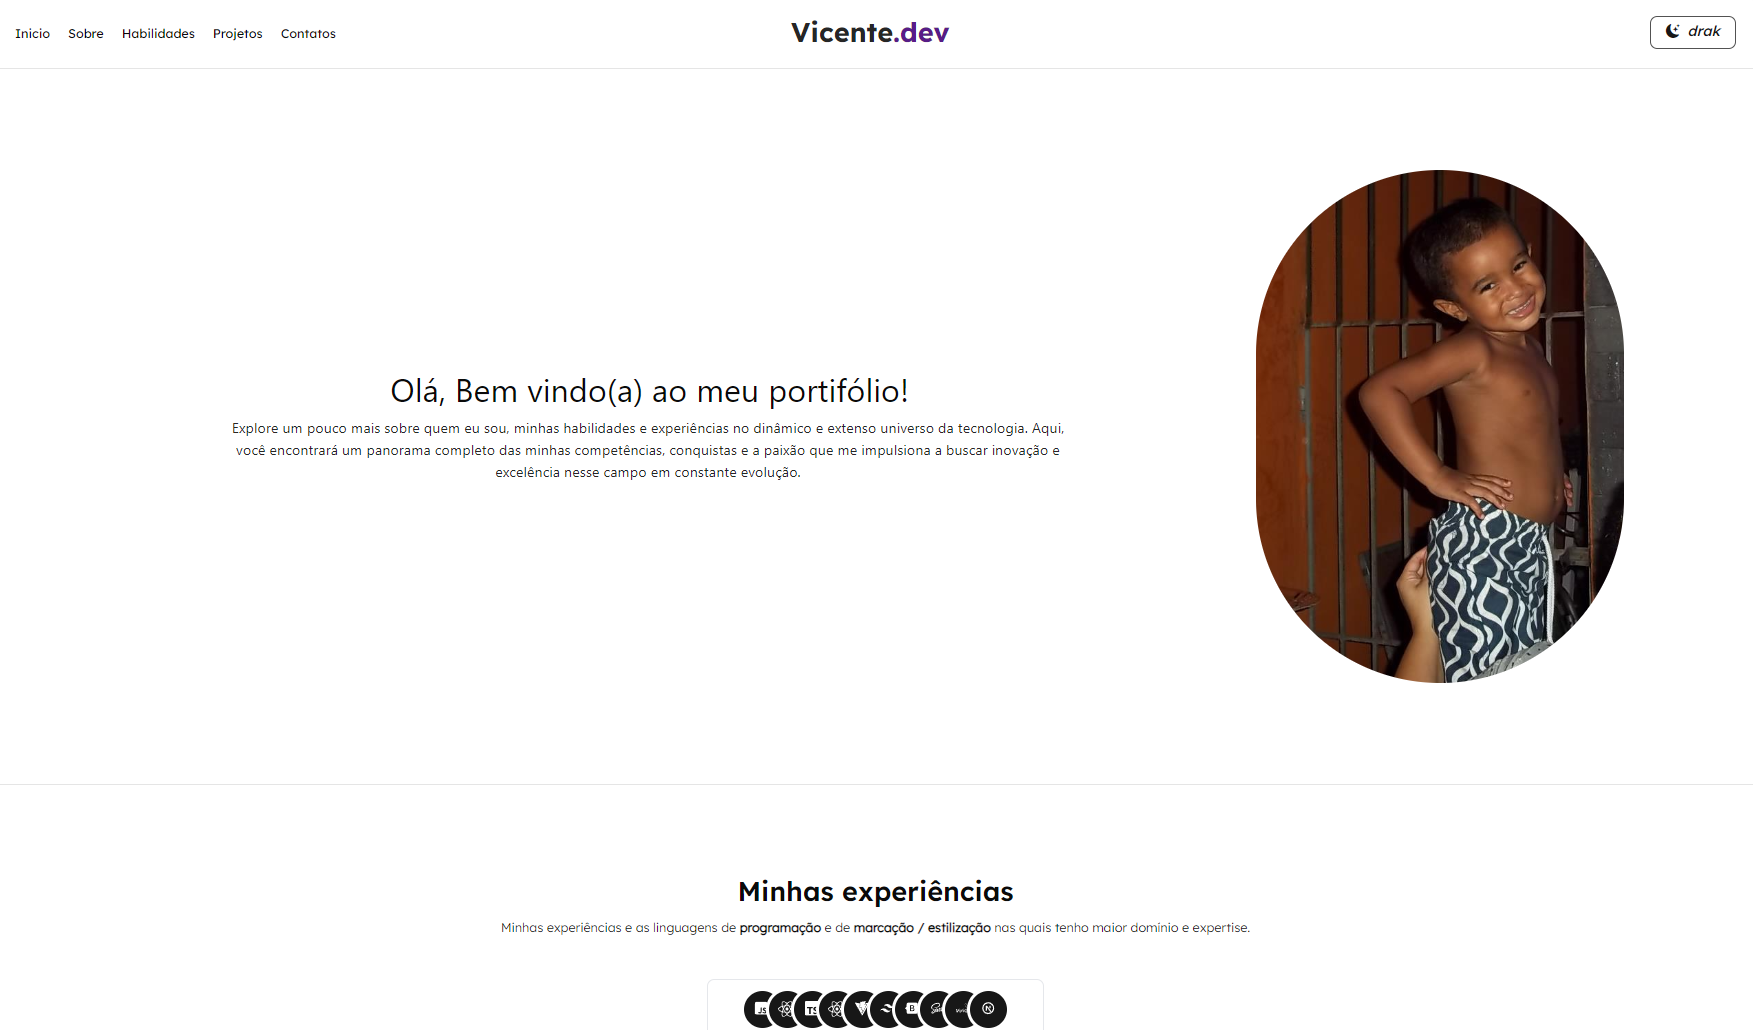 Inicio Sobre Habilidades Projetos Contatos
Vicente.dev
drak
Olá, Bem vindo(a) ao meu portifólio!
Explore um pouco mais sobre quem eu sou, minhas habilidades e experiências no dinâmico e extenso universo da tecnologia. Aqui,
você encontrará um panorama completo das minhas competências, conquistas e a paixão que me impulsiona a buscar inovação e
excelência nesse campo em constante evolução.
Minhas experiências
Minhas experiências e as linguagens de programação e de marcação / estilização nas quais tenho maior domínio e expertise.
JS TS B Sass N